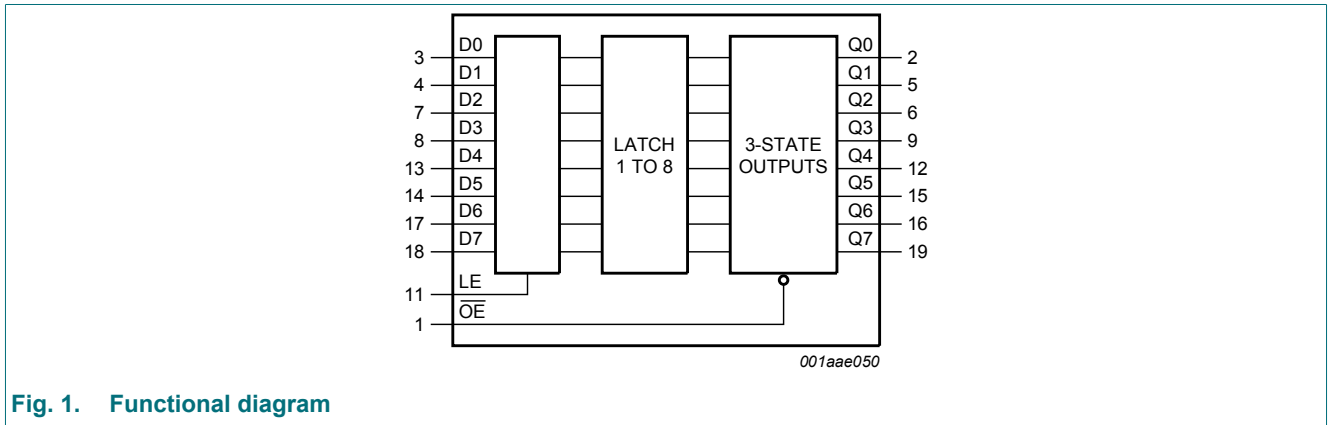 3 D0 Q0 2
4 D1 Q1 5
7 D2 Q2 6
8 D3 Q3 9
13 D4 Q4 12
14 D5 Q5 15
17 D6 Q6 16
18 D7 Q7 19
LATCH
1 TO 8
3-STATE
OUTPUTS
11 LE
1 O̅E̅
001aae050
Fig. 1. Functional diagram